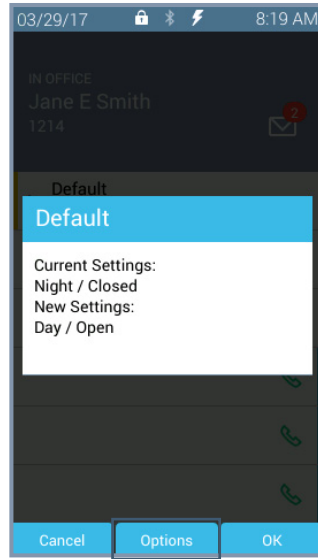 03/29/17 8:19 AM
IN OFFICE
Jane E Smith
1214
2
Default
Default
Current Settings:
Night / Closed
New Settings:
Day / Open
Cancel Options OK